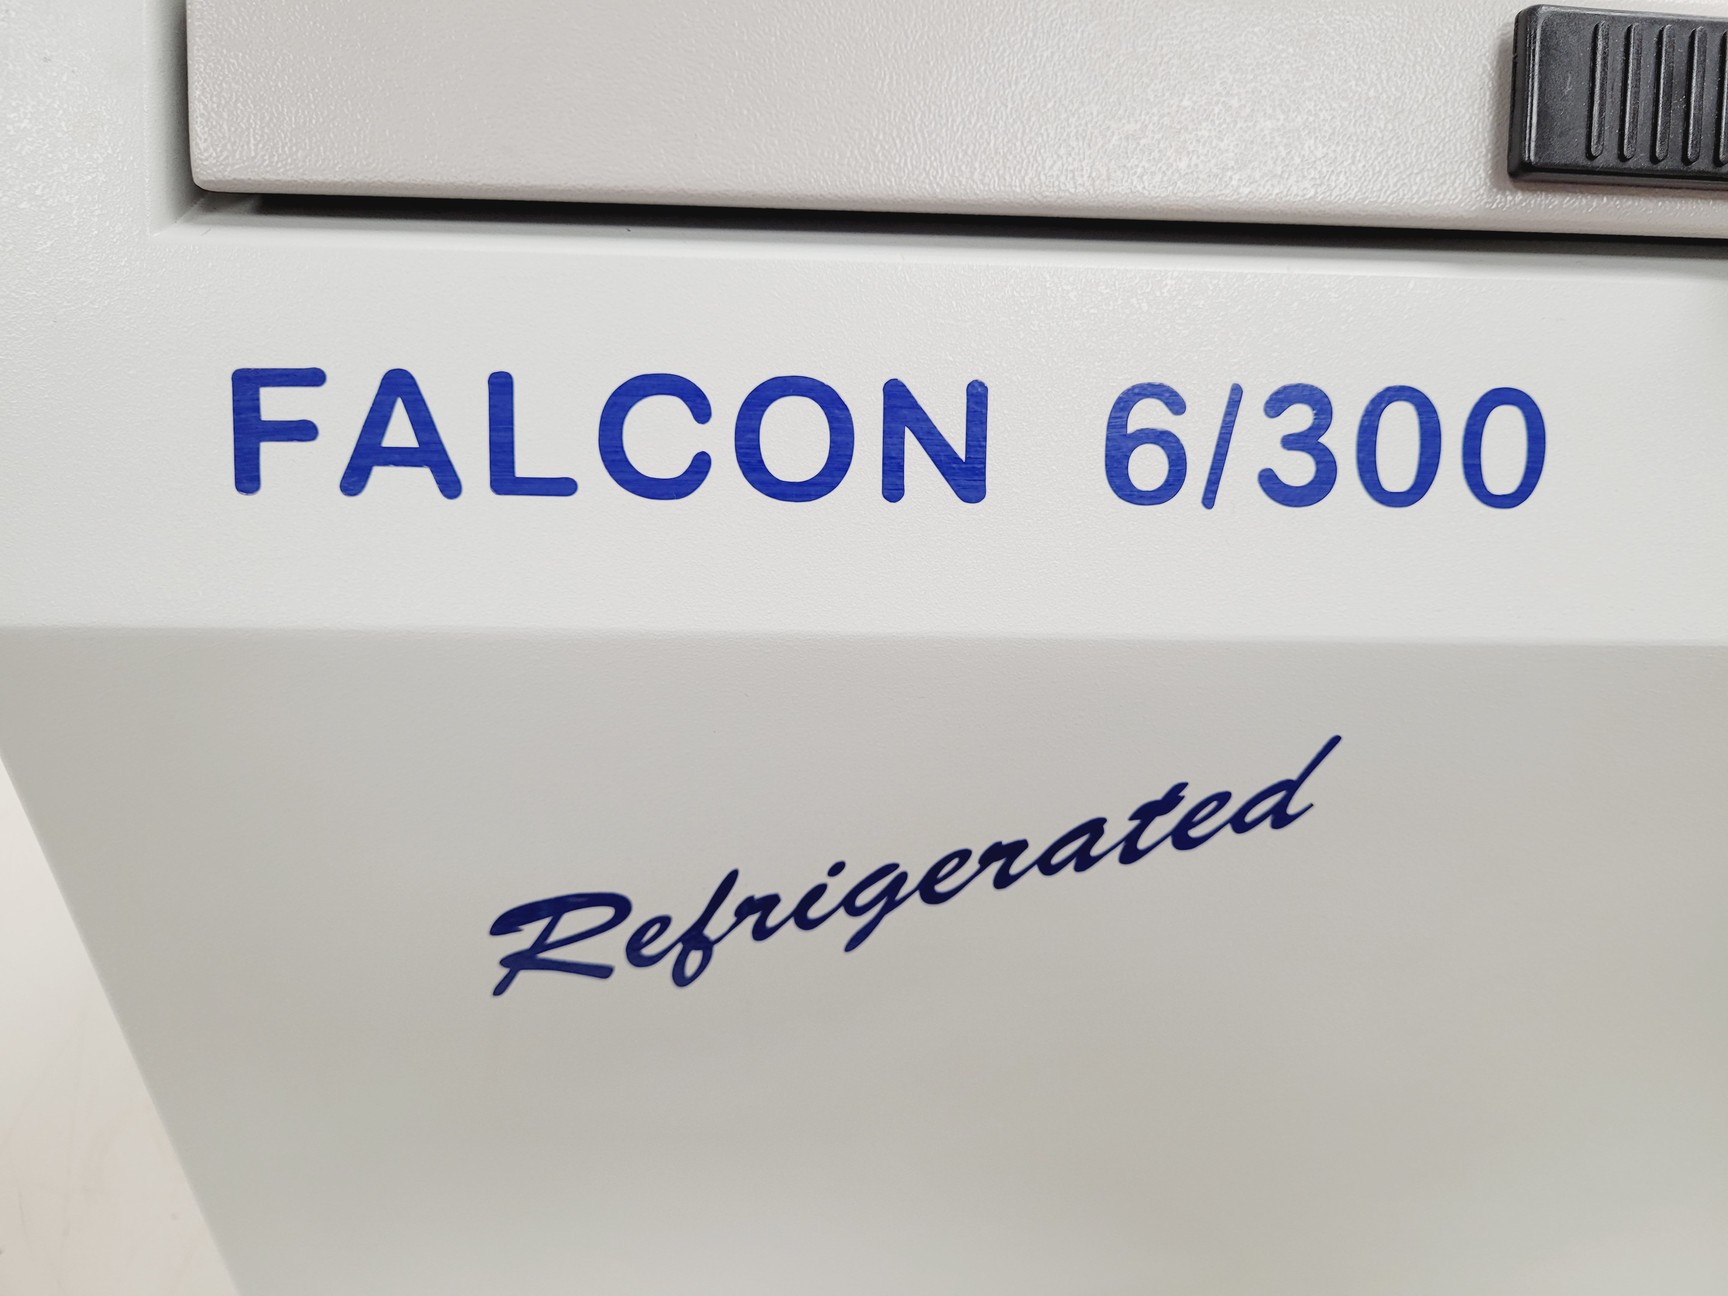 FALCON 6/300
Refrigerated